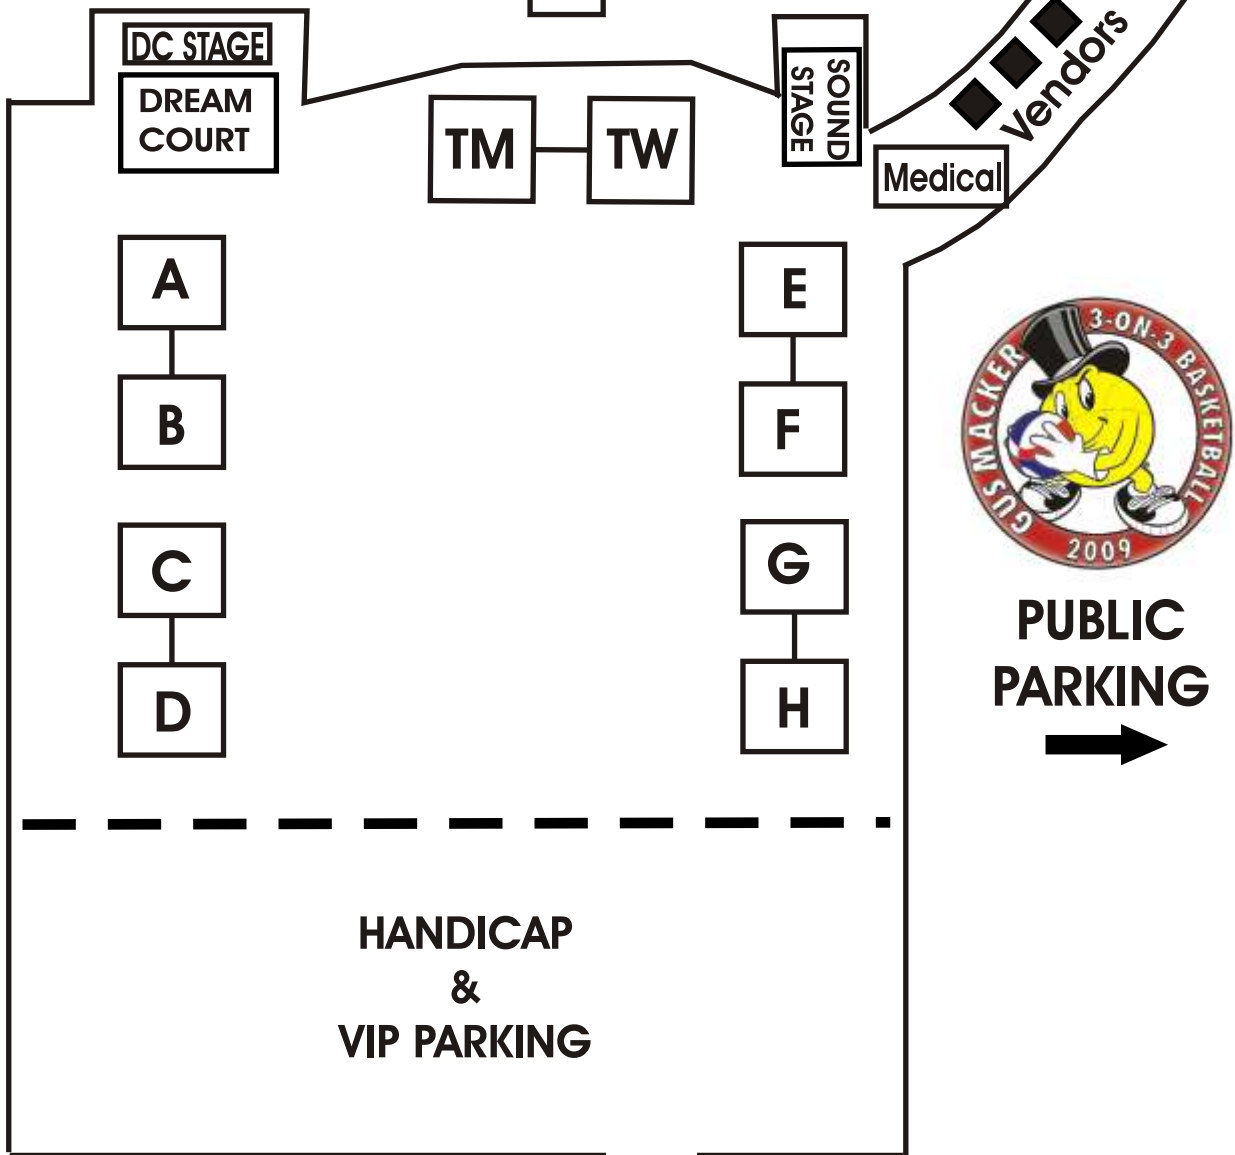 DC STAGE
DREAM
COURT
TM
TW
SOUND
STAGE
Vendors
Medical
A
B
C
D
E
F
G
H
GUS MACKER 3-ON-3 BASKETBALL
2009
PUBLIC
PARKING
HANDICAP
&
VIP PARKING